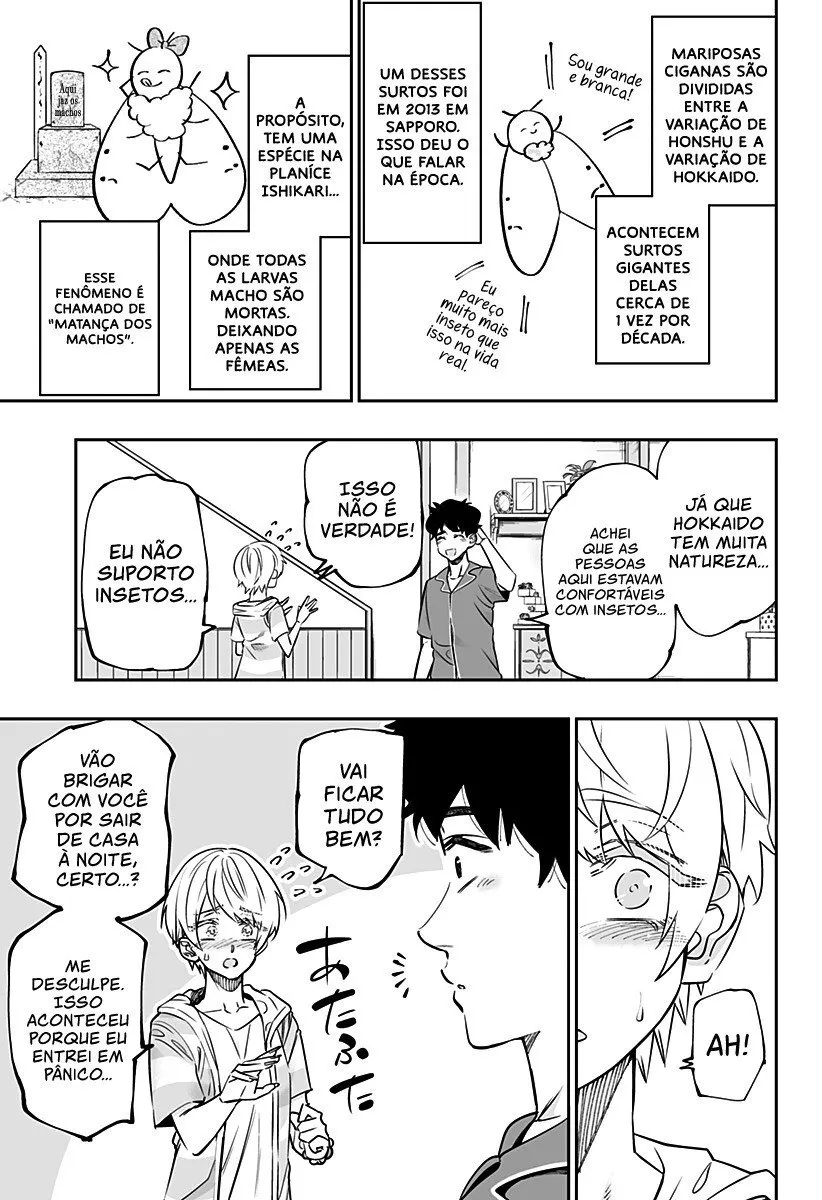 MARIPOSAS
CIGANAS SÃO
DIVIDIDAS
ENTRE A
VARIAÇÃO DE
HONSHU E A
VARIAÇÃO DE
HOKKAIDO.
ACONTECEM
SURTOS
GIGANTES
DELAS
CERCA DE
1 VEZ POR
DÉCADA.
Sou grande
e branca!
Eu
pareço
muito mais
inseto que
isso na vida
real.
UM DESSES
SURTOS FOI
EM 2013 EM
SAPPORO.
ISSO DEU O
QUE FALAR
NA ÉPOCA.
A
PROPÓSITO,
TEM UMA
ESPÉCIE NA
PLANÍCE
ISHIKARI...
ONDE TODAS
AS LARVAS
MACHO SÃO
MORTAS.
DEIXANDO
APENAS AS
FÊMEAS.
Aqui
jaz os
machos
ESSE
FENÔMENO É
CHAMADO DE
"MATANÇA DOS
MACHOS".
JÁ QUE
HOKKAIDO
TEM MUITA
NATUREZA...
ACHEI
QUE AS
PESSOAS
AQUI ESTAVAM
CONFORTÁVEIS
COM INSETOS...
ISSO
NÃO É
VERDADE!
EU NÃO
SUPORTO
INSETOS...
AH!
VAI
FICAR
TUDO
BEM?
VÃO
BRIGAR
COM VOCÊ
POR SAIR
DE CASA
À NOITE,
CERTO...?
ME
DESCULPE.
ISSO
ACONTECEU
PORQUE EU
ENTREI EM
PÂNICO...
あたふた